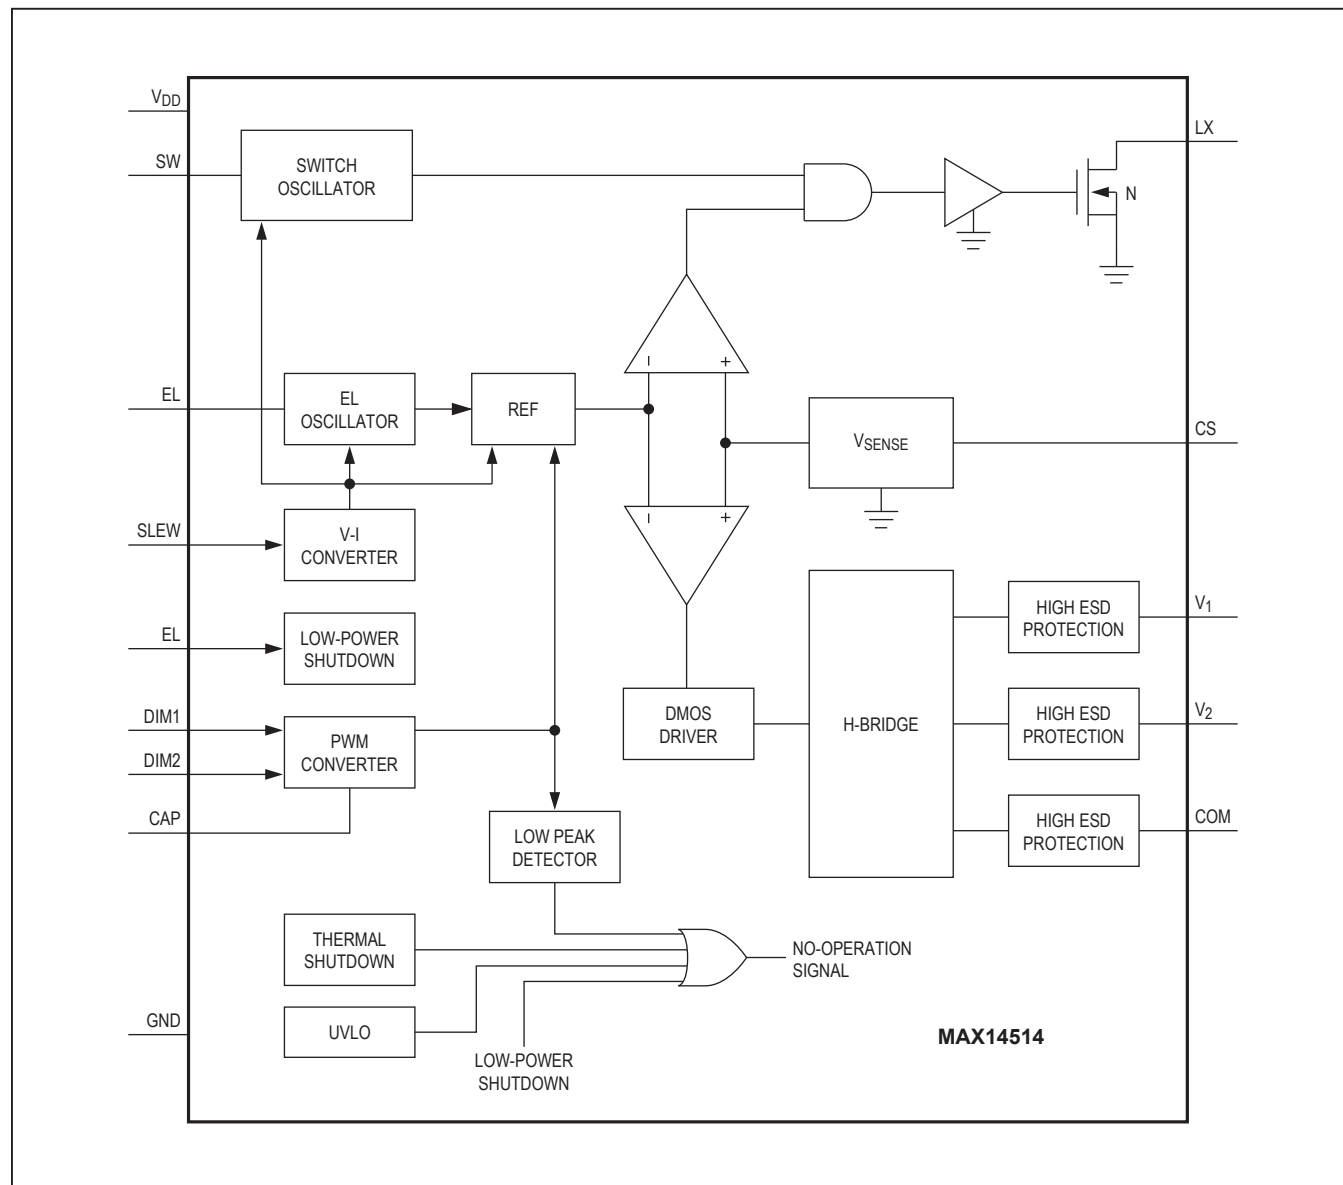 VDD
LX
SW
SWITCH
OSCILLATOR
N
EL
EL
OSCILLATOR
REF
–
+
VSENSE
CS
SLEW
V-I
CONVERTER
–
+
EL
LOW-POWER
SHUTDOWN
HIGH ESD
PROTECTION
V1
DIM1
DIM2
PWM
CONVERTER
CAP
DMOS
DRIVER
H-BRIDGE
HIGH ESD
PROTECTION
V2
LOW PEAK
DETECTOR
HIGH ESD
PROTECTION
COM
THERMAL
SHUTDOWN
NO-OPERATION
SIGNAL
GND
UVLO
LOW-POWER
SHUTDOWN
MAX14514